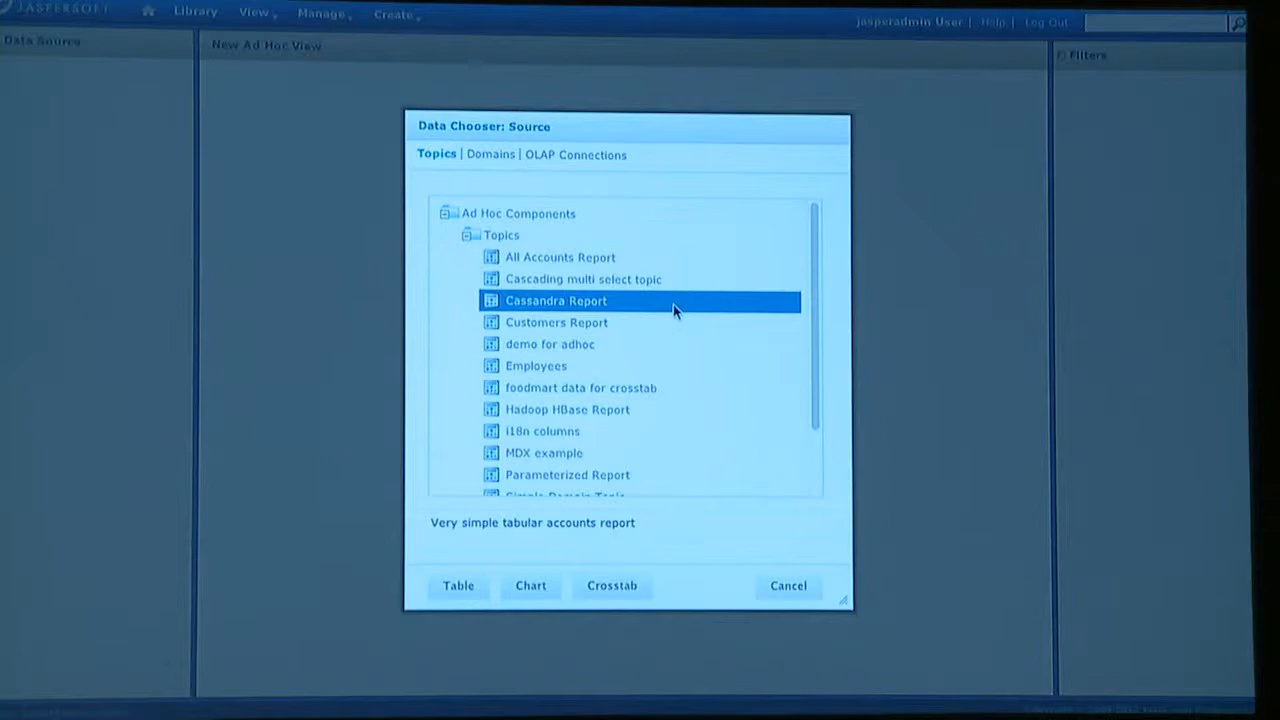 JASPERSOFT Library View Manage Create jasperadmin User | Help | Log Out
Data Source New Ad Hoc View Filters
Data Chooser: Source
Topics | Domains | OLAP Connections
Ad Hoc Components
Topics
All Accounts Report
Cascading multi select topic
Cassandra Report
Customers Report
demo for adhoc
Employees
foodmart data for crosstab
Hadoop HBase Report
i18n columns
MDX example
Parameterized Report
Simple Domain Topic
Very simple tabular accounts report
Table Chart Crosstab Cancel